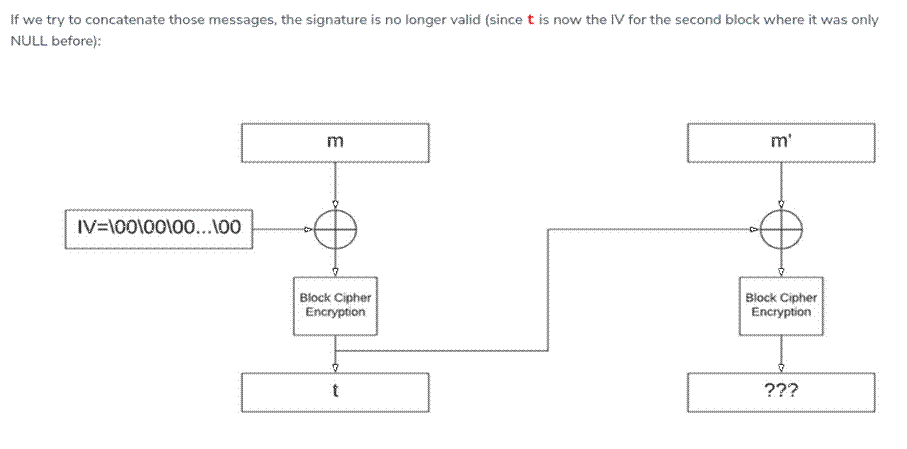 If we try to concatenate those messages, the signature is no longer valid (since t is now the IV for the second block where it was only
NULL before):
m
m'
IV=\00\00\00...\00
Block Cipher
Encryption
Block Cipher
Encryption
t
???